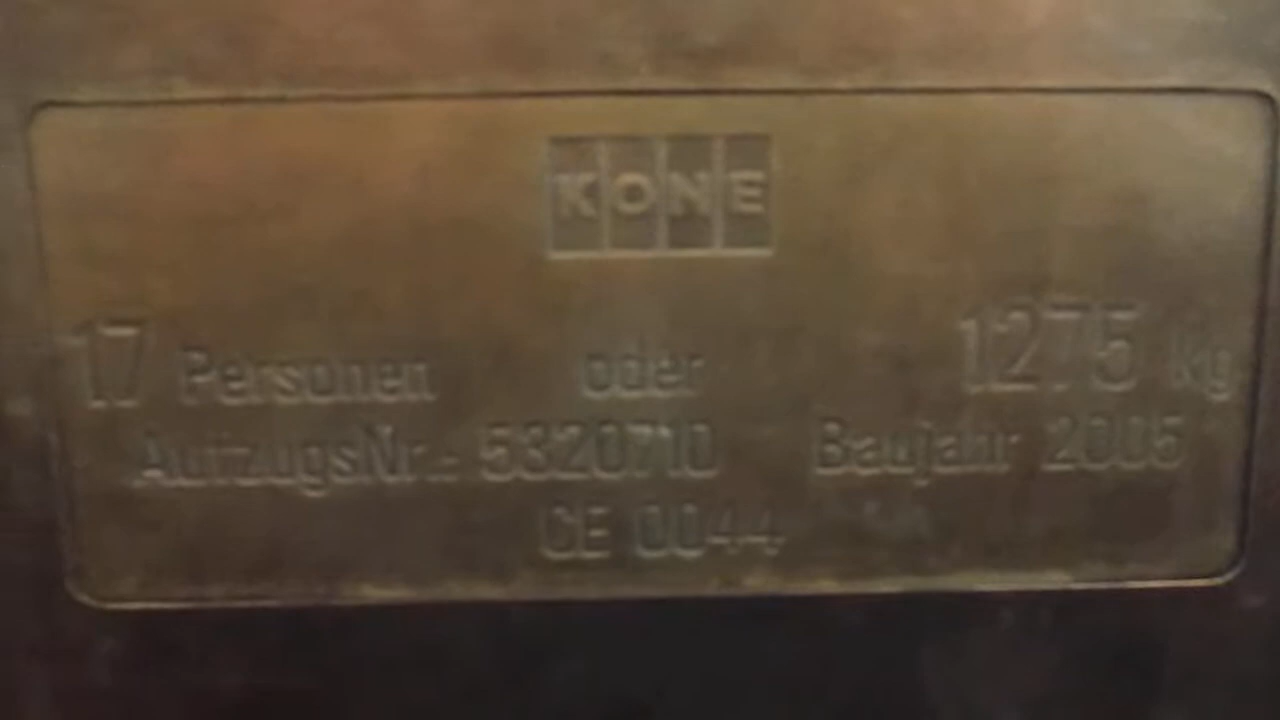 KONE
17 Personen oder 1275 kg
AufzugsNr.: 5320710 Baujahr 2005
CE 0044